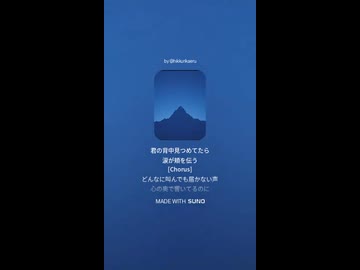 君の背中見つめてたら
涙が頬を伝う
[Chorus]
どんなに叫んでも届かない声
心の奥で響いてるのに
MADE WITH SUNO